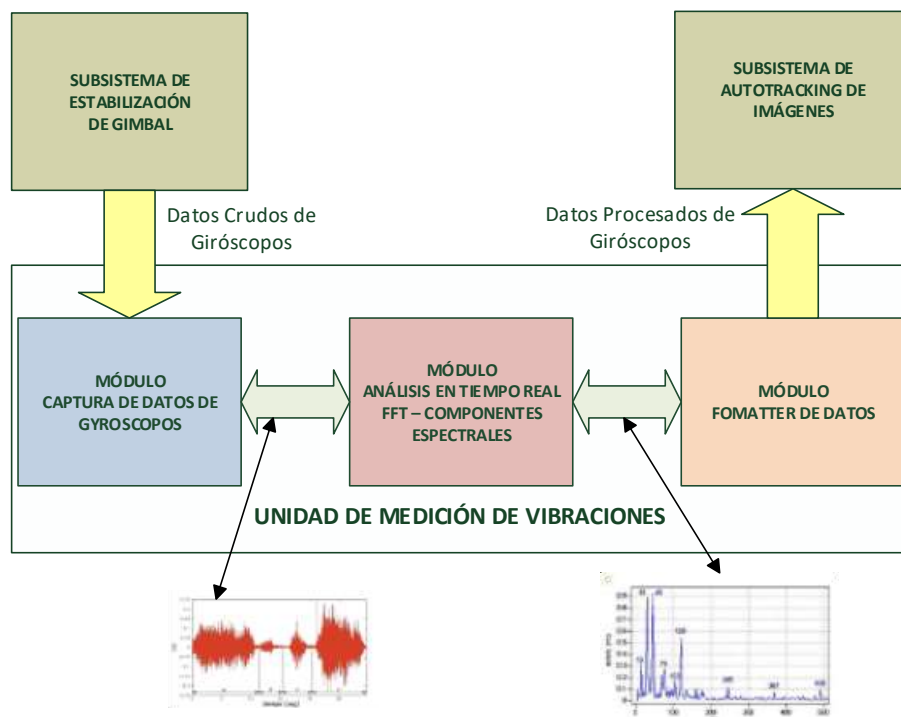 SUBSISTEMA DE
ESTABILIZACIÓN
DE GIMBAL
SUBSISTEMA DE
AUTOTRACKING DE
IMÁGENES
Datos Crudos de
Giróscopos
Datos Procesados de
Giróscopos
MÓDULO
CAPTURA DE DATOS DE
GYROSCOPOS
MÓDULO
ANÁLISIS EN TIEMPO REAL
FFT – COMPONENTES
ESPECTRALES
MÓDULO
FOMATTER DE DATOS
UNIDAD DE MEDICIÓN DE VIBRACIONES